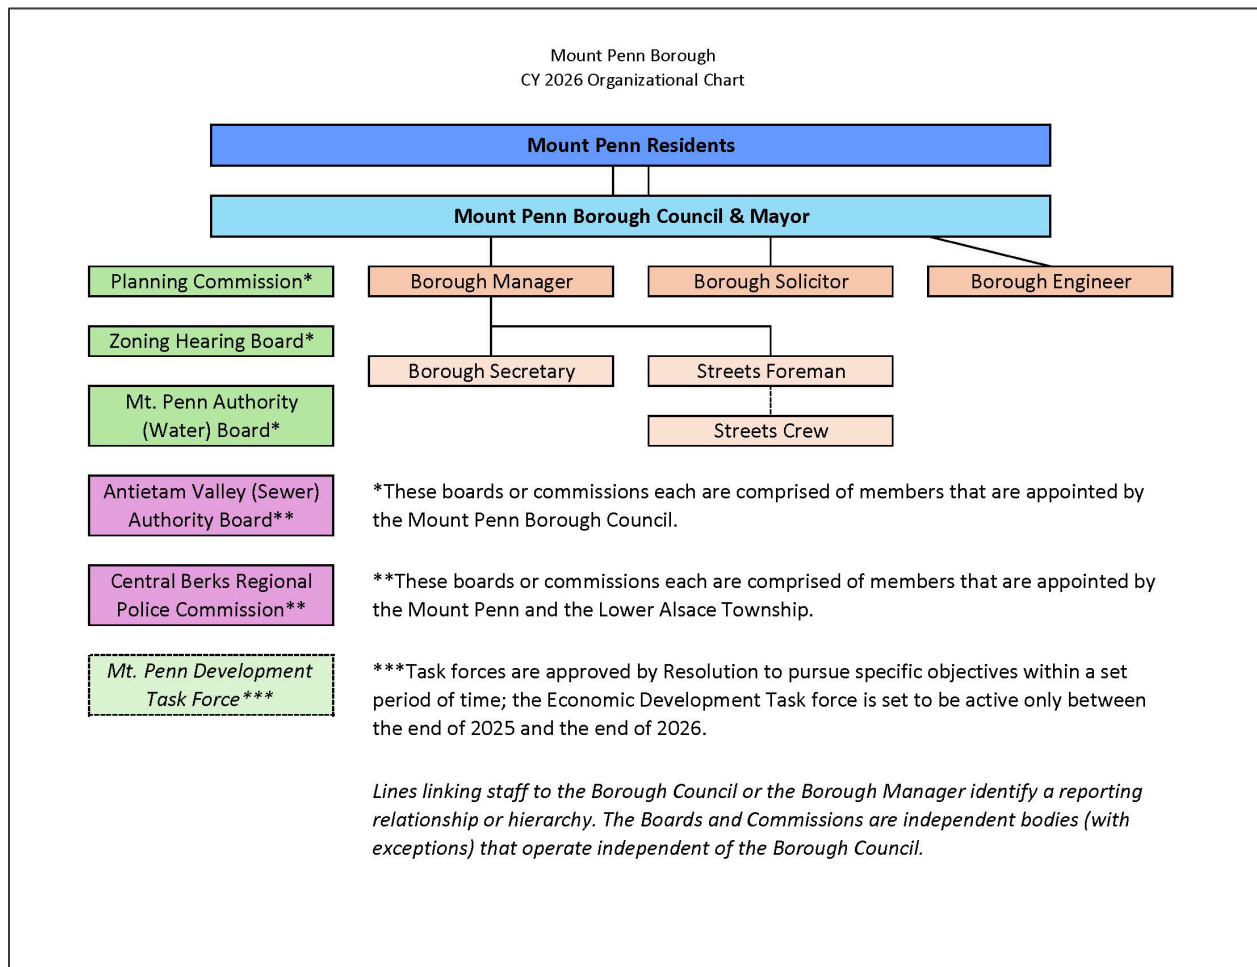 Mount Penn Borough
CY 2026 Organizational Chart
Mount Penn Residents
Mount Penn Borough Council & Mayor
Planning Commission*
Borough Manager
Borough Solicitor
Borough Engineer
Zoning Hearing Board*
Borough Secretary
Streets Foreman
Mt. Penn Authority
(Water) Board*
Streets Crew
Antietam Valley (Sewer)
Authority Board**
*These boards or commissions each are comprised of members that are appointed by
the Mount Penn Borough Council.
Central Berks Regional
Police Commission**
**These boards or commissions each are comprised of members that are appointed by
the Mount Penn and the Lower Alsace Township.
Mt. Penn Development
Task Force***
***Task forces are approved by Resolution to pursue specific objectives within a set
period of time; the Economic Development Task force is set to be active only between
the end of 2025 and the end of 2026.
Lines linking staff to the Borough Council or the Borough Manager identify a reporting
relationship or hierarchy. The Boards and Commissions are independent bodies (with
exceptions) that operate independent of the Borough Council.